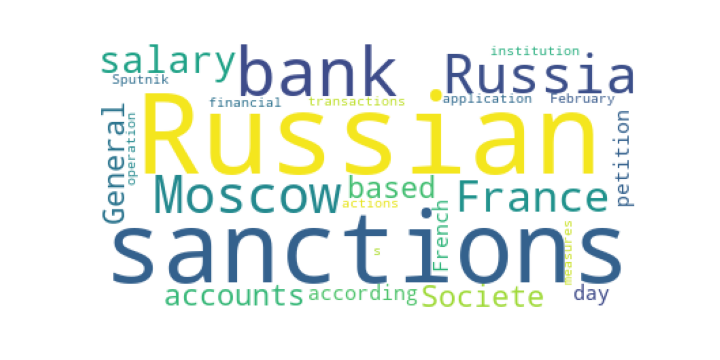 institution
salary
bank
Russia
Sputnik
financial
transactions
application
February
Russian
General
operation
petition
Moscow
based
France
actions
French
sanctions
s
measures
accounts
according
Societe
day